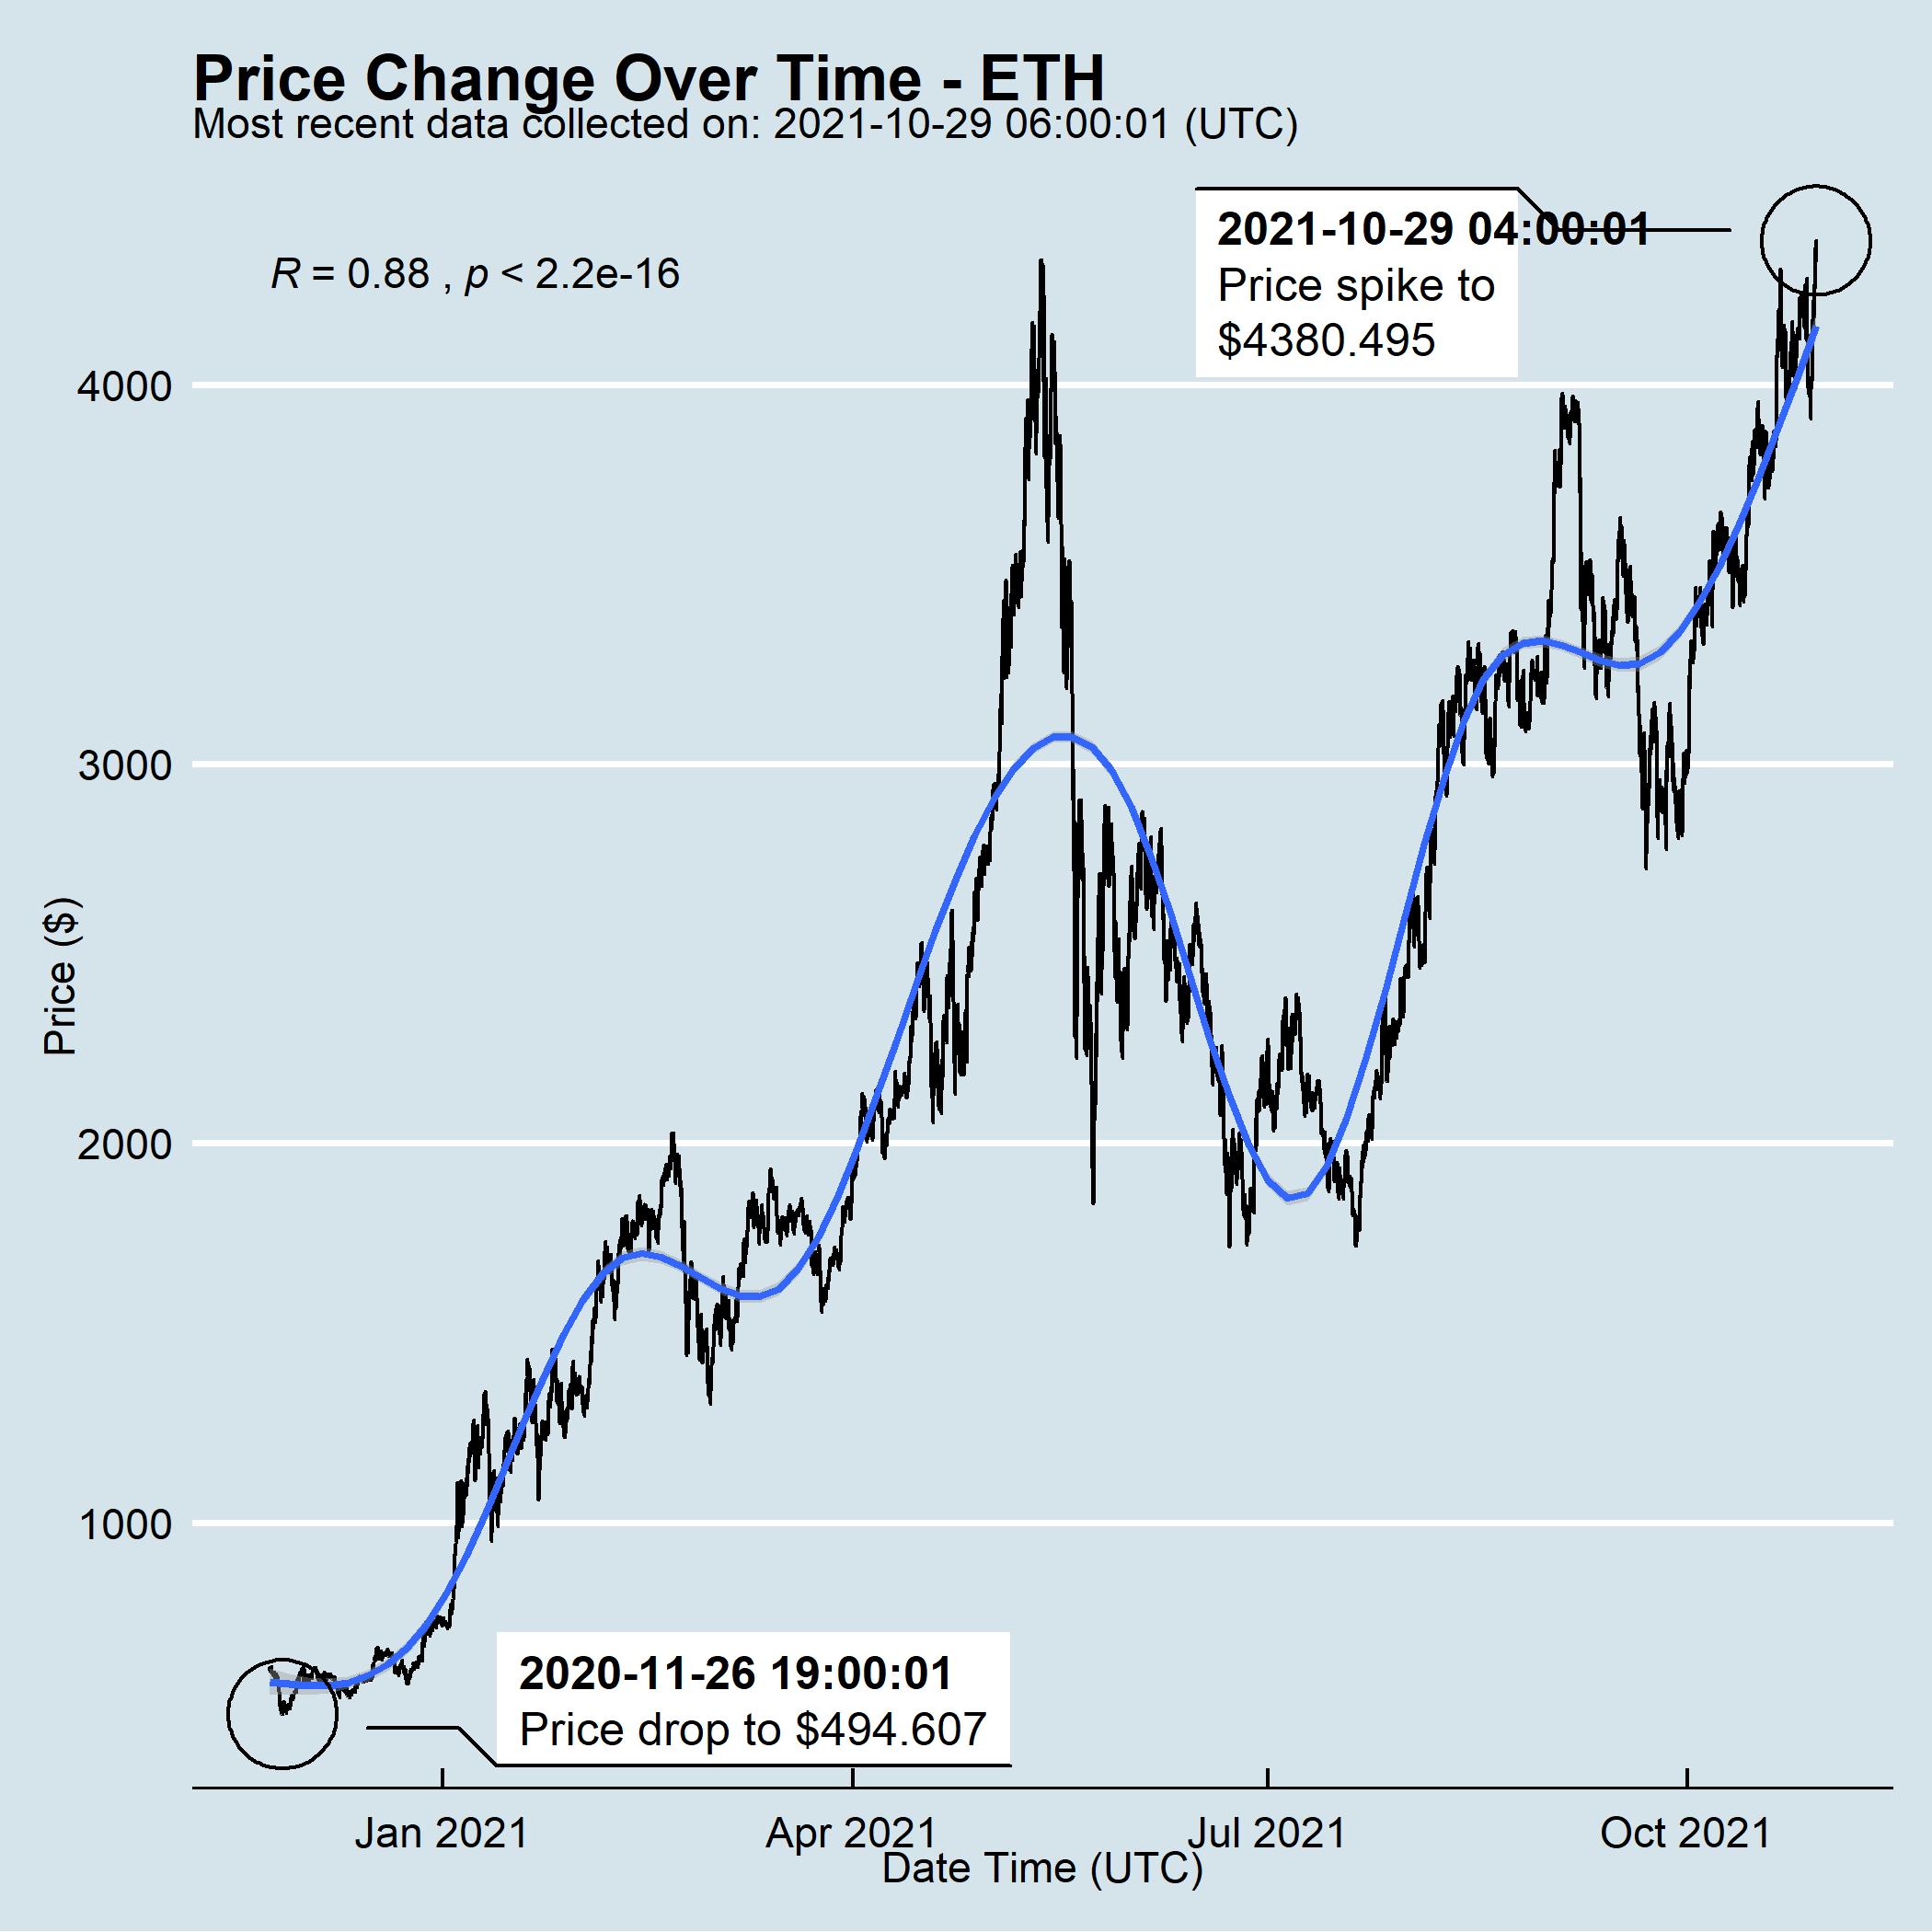 Price Change Over Time - ETH
Most recent data collected on: 2021-10-29 06:00:01 (UTC)
2021-10-29 04:00:01
Price spike to
$4380.495
R = 0.88 , p < 2.2e-16
4000
3000
2000
1000
Price ($)
2020-11-26 19:00:01
Price drop to $494.607
Jan 2021
Apr 2021
Jul 2021
Oct 2021
Date Time (UTC)